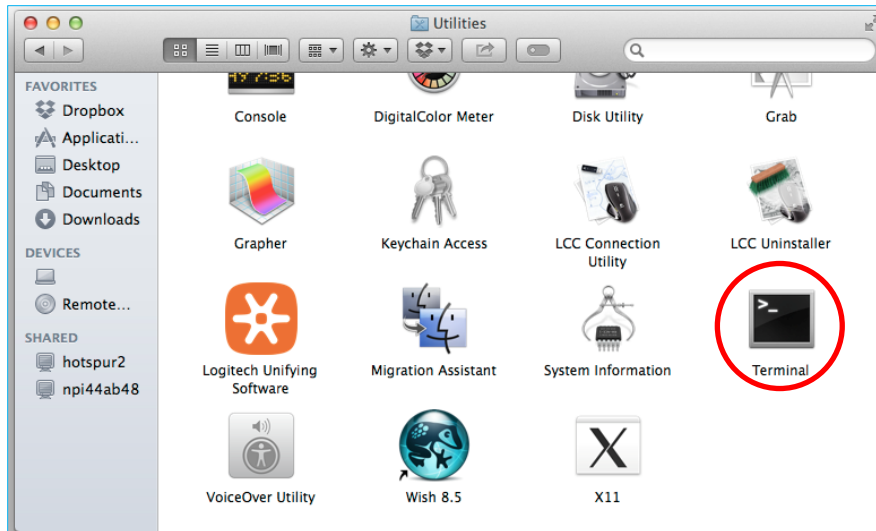 Utilities
FAVORITES
Dropbox
Applicati...
Desktop
Documents
Downloads
DEVICES
Remote...
SHARED
hotspur2
npi44ab48
Console
DigitalColor Meter
Disk Utility
Grab
Grapher
Keychain Access
LCC Connection
Utility
LCC Uninstaller
Logitech Unifying
Software
Migration Assistant
System Information
>_
Terminal
VoiceOver Utility
Wish 8.5
X
X11